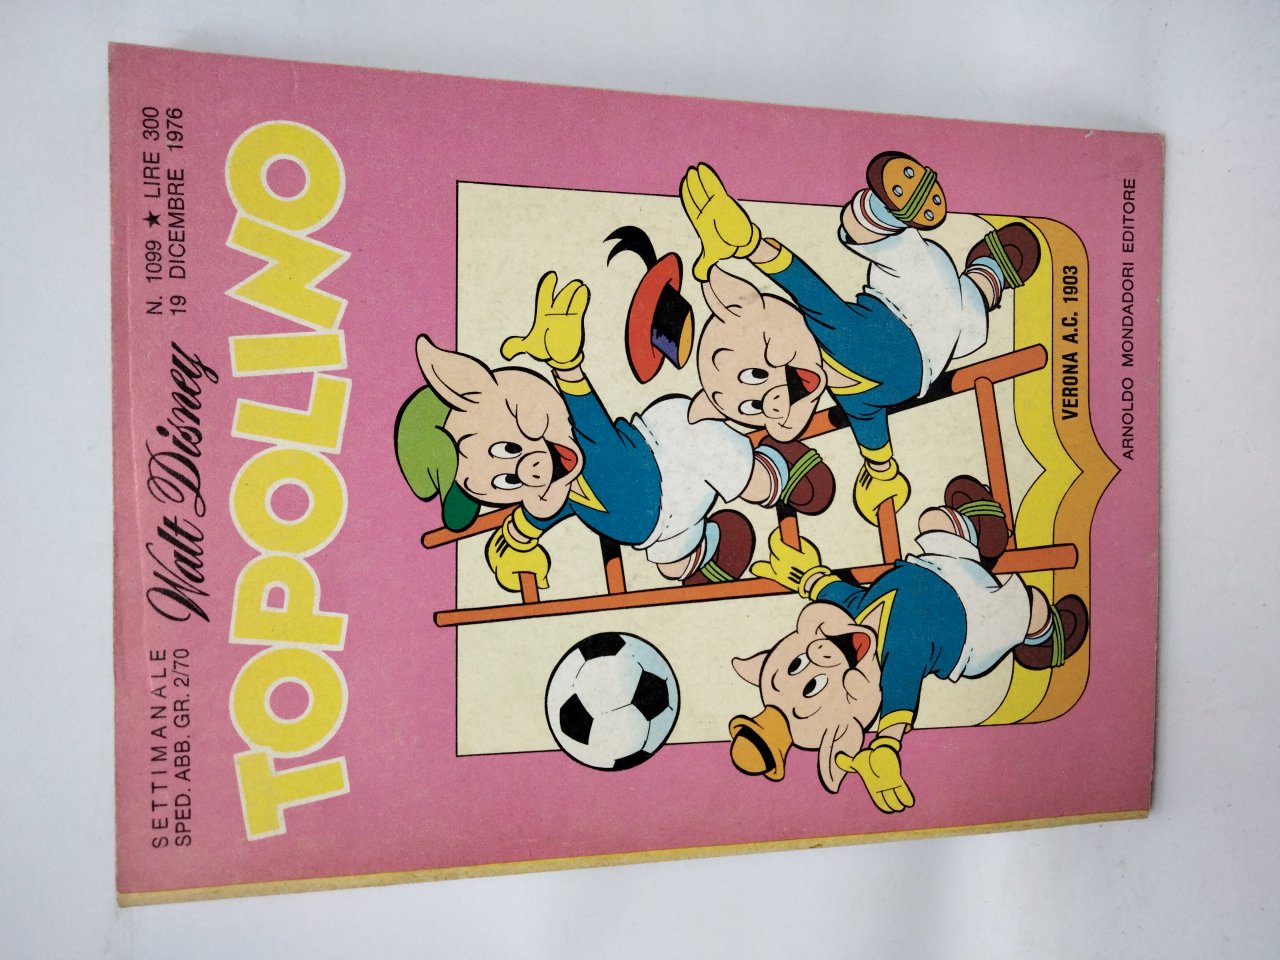 SETTIMANALE
SPED. ABB. GR. 2/70
Walt Disney
N. 1099 ★ LIRE 300
19 DICEMBRE 1976
TOPOLINO
VERONA A.C. 1903
ARNOLDO MONDADORI EDITORE